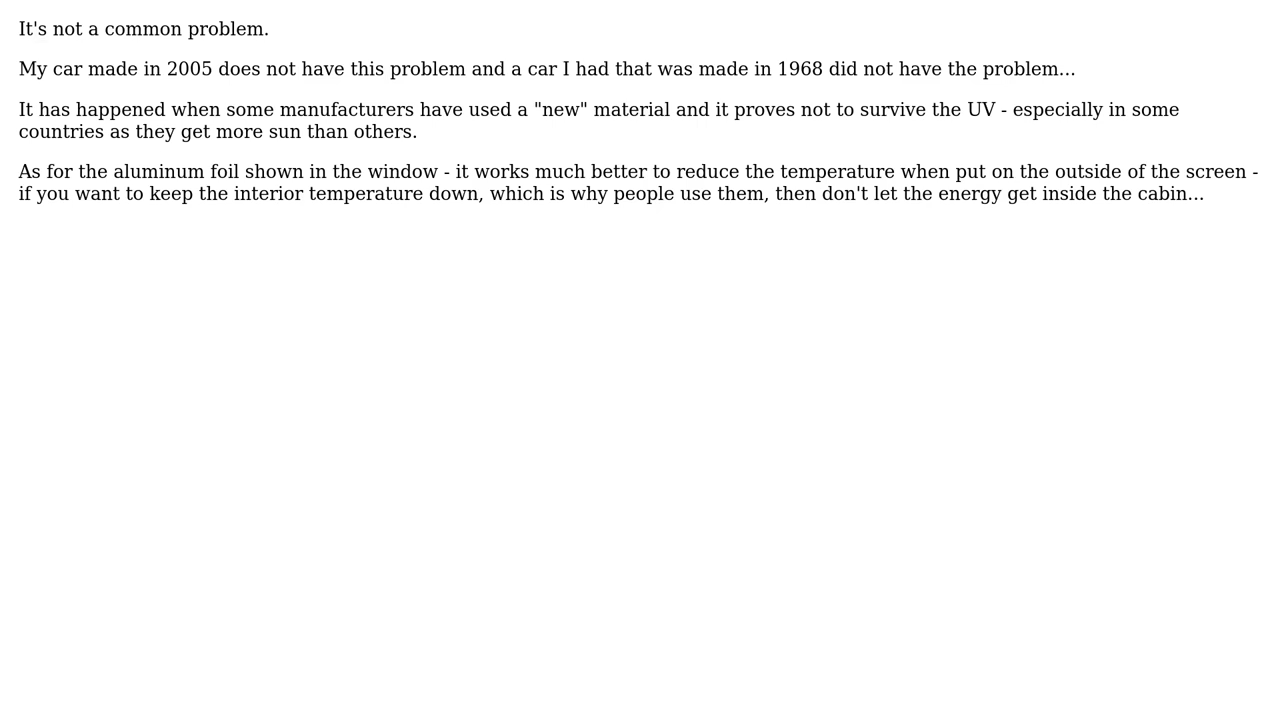 It's not a common problem.
My car made in 2005 does not have this problem and a car I had that was made in 1968 did not have the problem...
It has happened when some manufacturers have used a "new" material and it proves not to survive the UV - especially in some
countries as they get more sun than others.
As for the aluminum foil shown in the window - it works much better to reduce the temperature when put on the outside of the screen -
if you want to keep the interior temperature down, which is why people use them, then don't let the energy get inside the cabin...